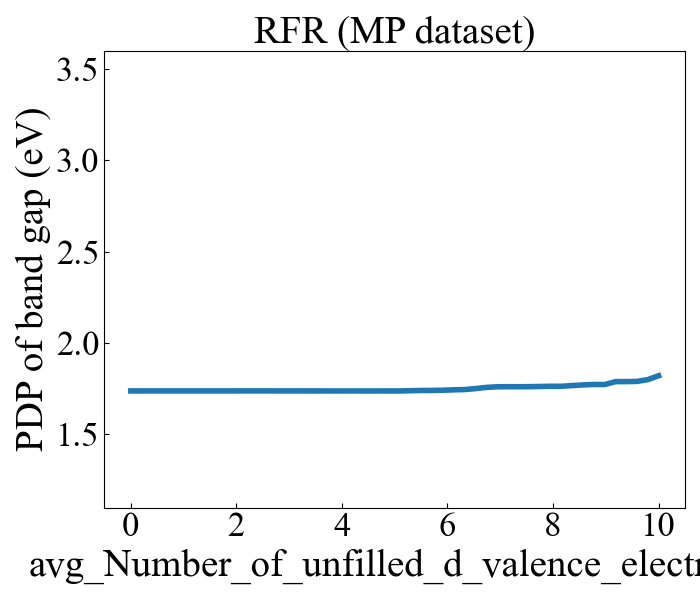 RFR (MP dataset)
PDP of band gap (eV)
3.5
3.0
2.5
2.0
1.5
0 2 4 6 8 10
avg_Number_of_unfilled_d_valence_electr